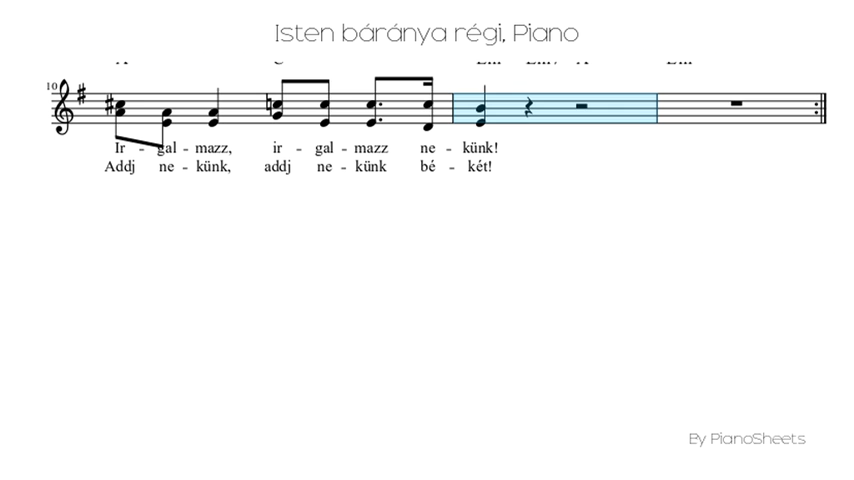 Isten báránya régi, Piano
10
Ir - gal - mazz, ir - gal - mazz ne - künk!
Addj ne - künk, addj ne - künk bé - két!
By PianoSheets